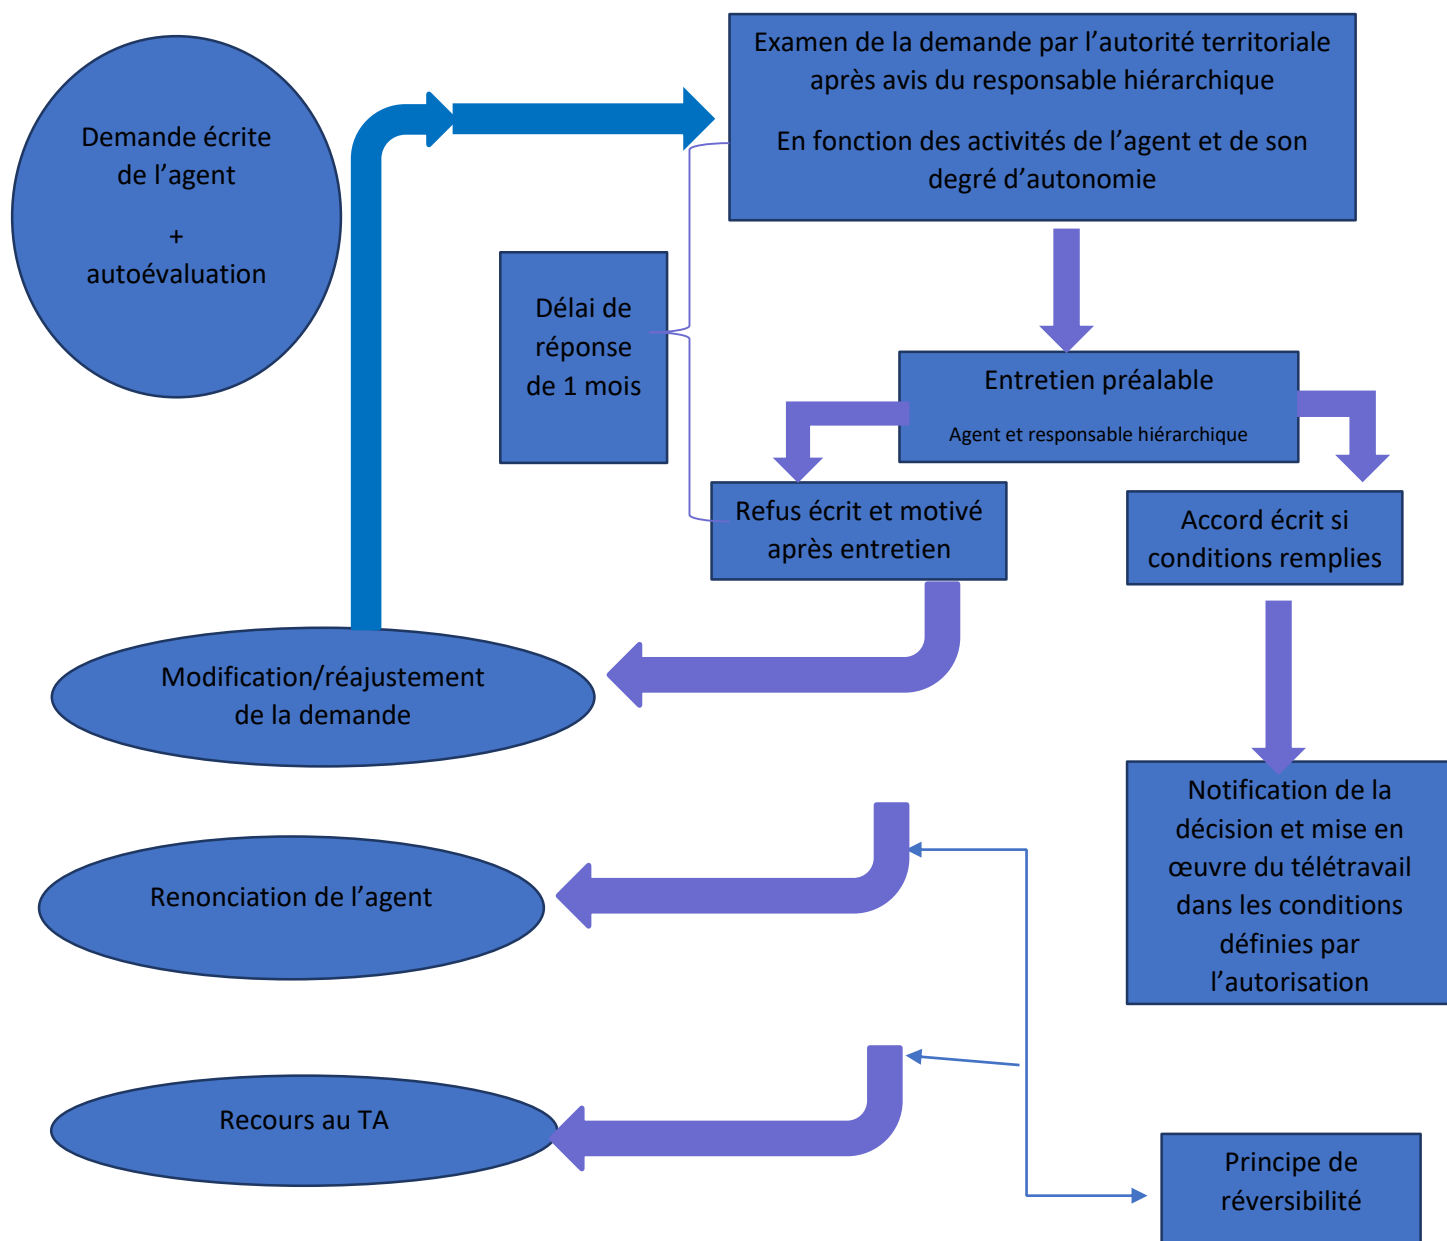 Demande écrite
de l’agent
+
autoévaluation
Examen de la demande par l’autorité territoriale
après avis du responsable hiérarchique
En fonction des activités de l’agent et de son
degré d’autonomie
Délai de
réponse
de 1 mois
Entretien préalable
Agent et responsable hiérarchique
Refus écrit et motivé
après entretien
Accord écrit si
conditions remplies
Modification/réajustement
de la demande
Notification de la
décision et mise en
œuvre du télétravail
dans les conditions
définies par
l’autorisation
Renonciation de l’agent
Recours au TA
Principe de
réversibilité